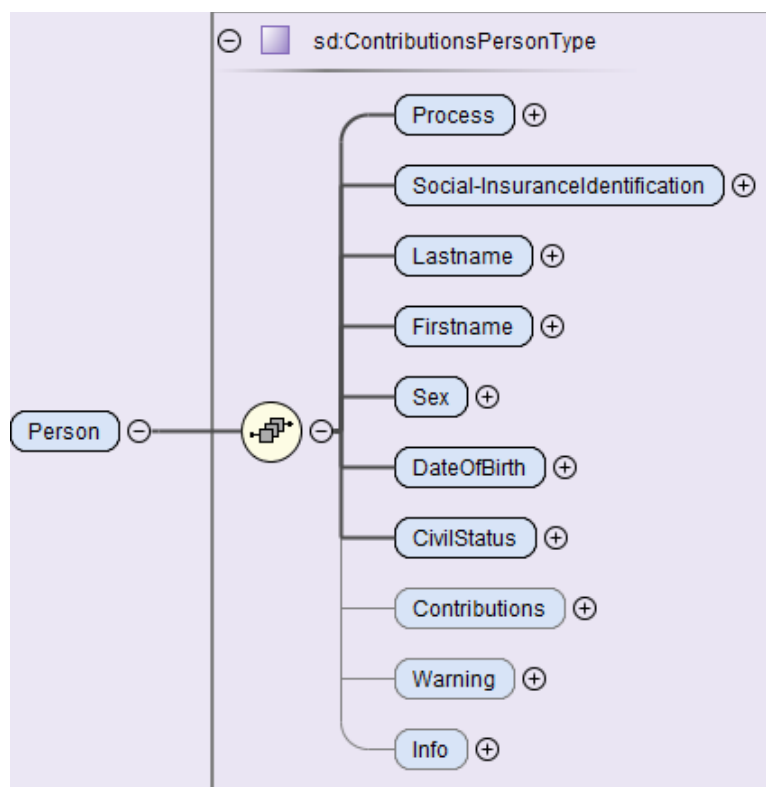 sd:ContributionsPersonType
Process
Social-InsuranceIdentification
Lastname
Firstname
Sex
Person
DateOfBirth
CivilStatus
Contributions
Warning
Info